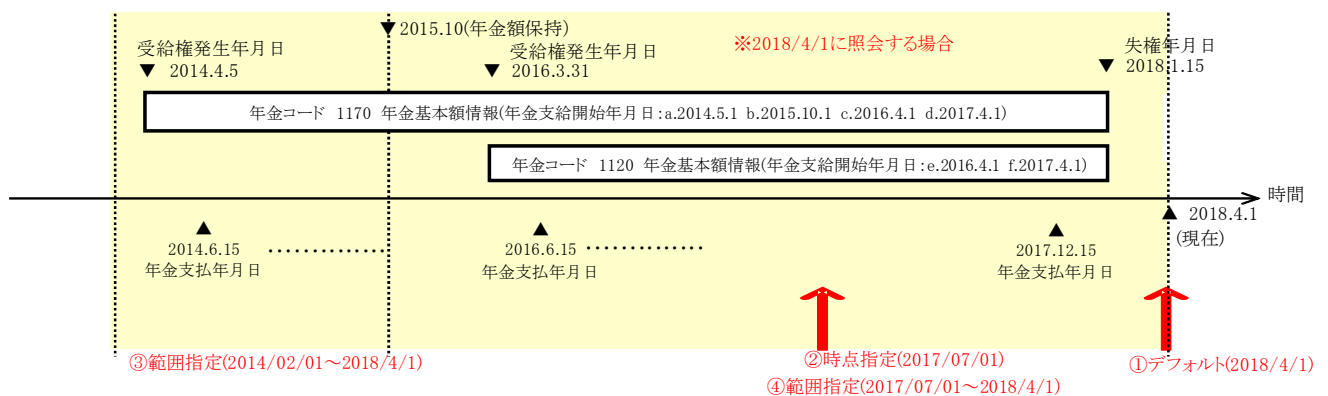 ▼2015.10(年金額保持)
受給権発生年月日
▼ 2014.4.5
受給権発生年月日
▼ 2016.3.31
※2018/4/1に照会する場合
失権年月日
▼ 2018.1.15
年金コード 1170 年金基本額情報(年金支給開始年月日:a.2014.5.1 b.2015.10.1 c.2016.4.1 d.2017.4.1)
年金コード 1120 年金基本額情報(年金支給開始年月日:e.2016.4.1 f.2017.4.1)
時間
▲
2014.6.15
年金支払年月日
▲
2016.6.15
年金支払年月日
▲
2017.12.15
年金支払年月日
▲ 2018.4.1
(現在)
③範囲指定(2014/02/01～2018/4/1)
②時点指定(2017/07/01)
④範囲指定(2017/07/01～2018/4/1)
①デフォルト(2018/4/1)